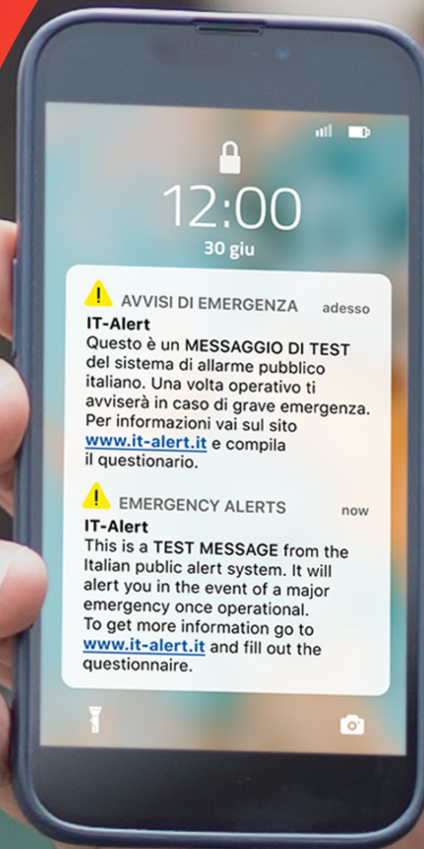 12:00
30 giu
AVVISI DI EMERGENZA adesso
IT-Alert
Questo è un MESSAGGIO DI TEST
del sistema di allarme pubblico
italiano. Una volta operativo ti
avviserà in caso di grave emergenza.
Per informazioni vai sul sito
www.it-alert.it e compila
il questionario.
EMERGENCY ALERTS now
IT-Alert
This is a TEST MESSAGE from the
Italian public alert system. It will
alert you in the event of a major
emergency once operational.
To get more information go to
www.it-alert.it and fill out the
questionnaire.